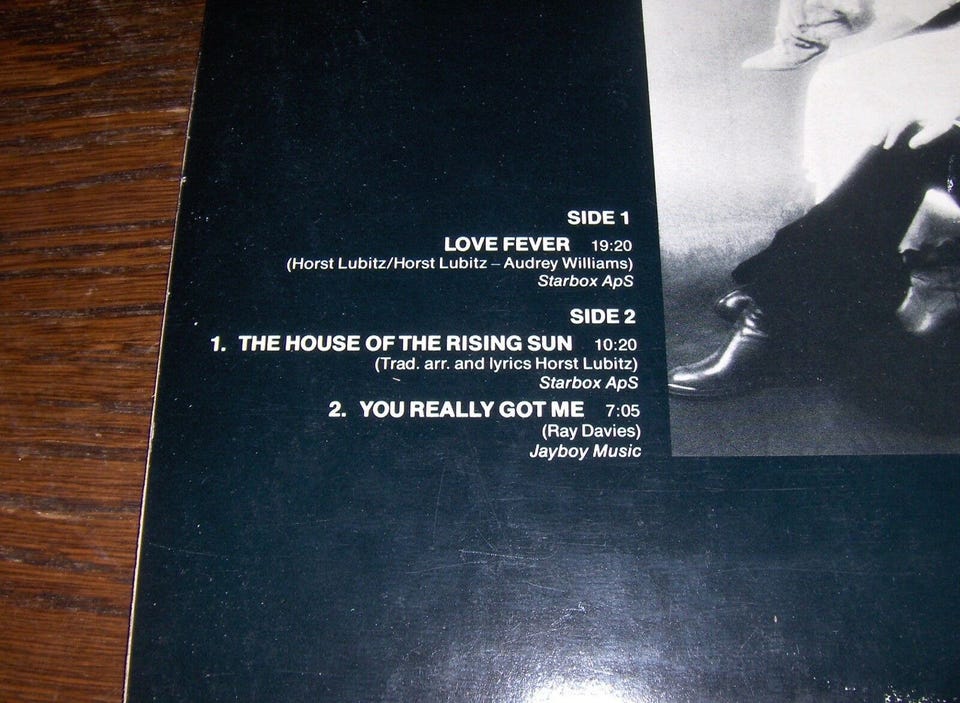 SIDE 1
LOVE FEVER 19:20
(Horst Lubitz/Horst Lubitz – Audrey Williams)
Starbox ApS
SIDE 2
1. THE HOUSE OF THE RISING SUN 10:20
(Trad. arr. and lyrics Horst Lubitz)
Starbox ApS
2. YOU REALLY GOT ME 7:05
(Ray Davies)
Jayboy Music